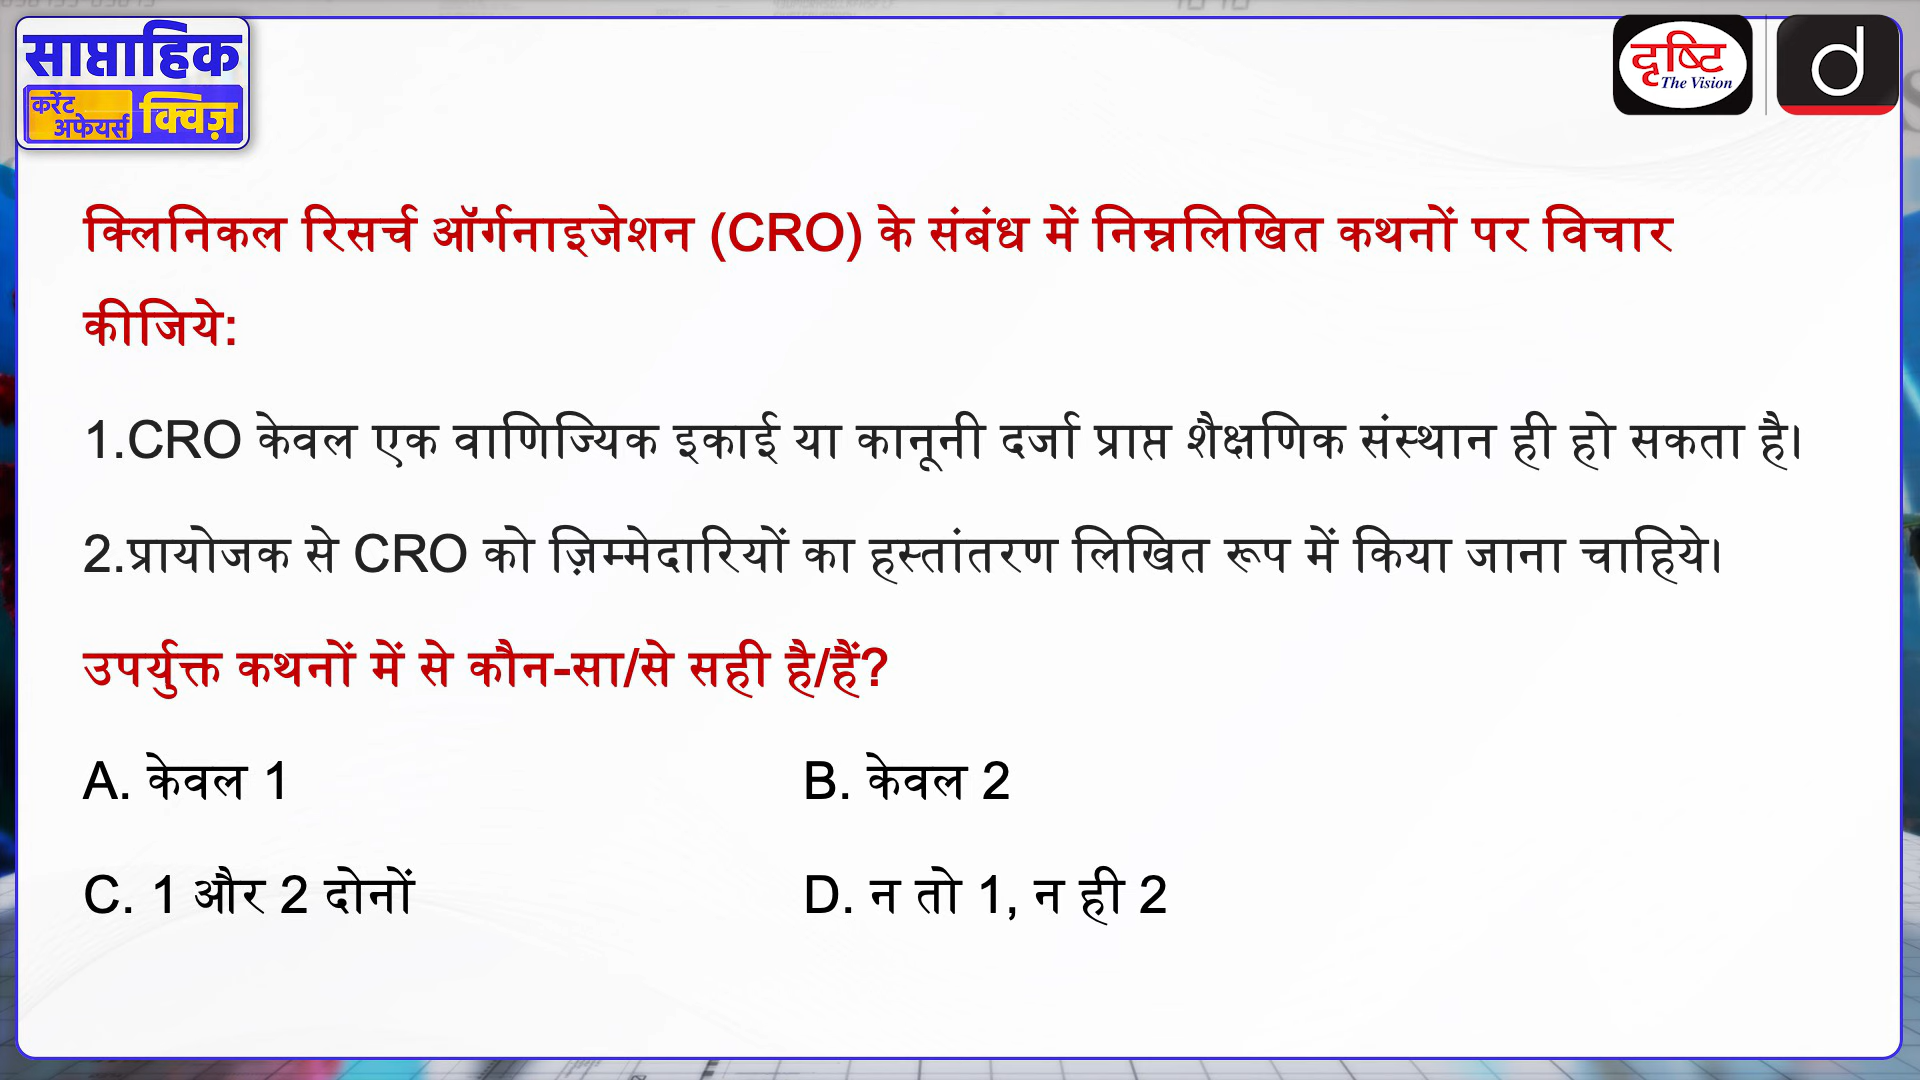 साप्ताहिक
करेंट
अफेयर्स
क्विज़
दृष्टि
The Vision
d
क्लिनिकल रिसर्च ऑर्गनाइजेशन (CRO) के संबंध में निम्नलिखित कथनों पर विचार
कीजिये:
1.CRO केवल एक वाणिज्यिक इकाई या कानूनी दर्जा प्राप्त शैक्षणिक संस्थान ही हो सकता है।
2.प्रायोजक से CRO को ज़िम्मेदारियों का हस्तांतरण लिखित रूप में किया जाना चाहिये।
उपर्युक्त कथनों में से कौन-सा/से सही है/हैं?
A. केवल 1
B. केवल 2
C. 1 और 2 दोनों
D. न तो 1, न ही 2